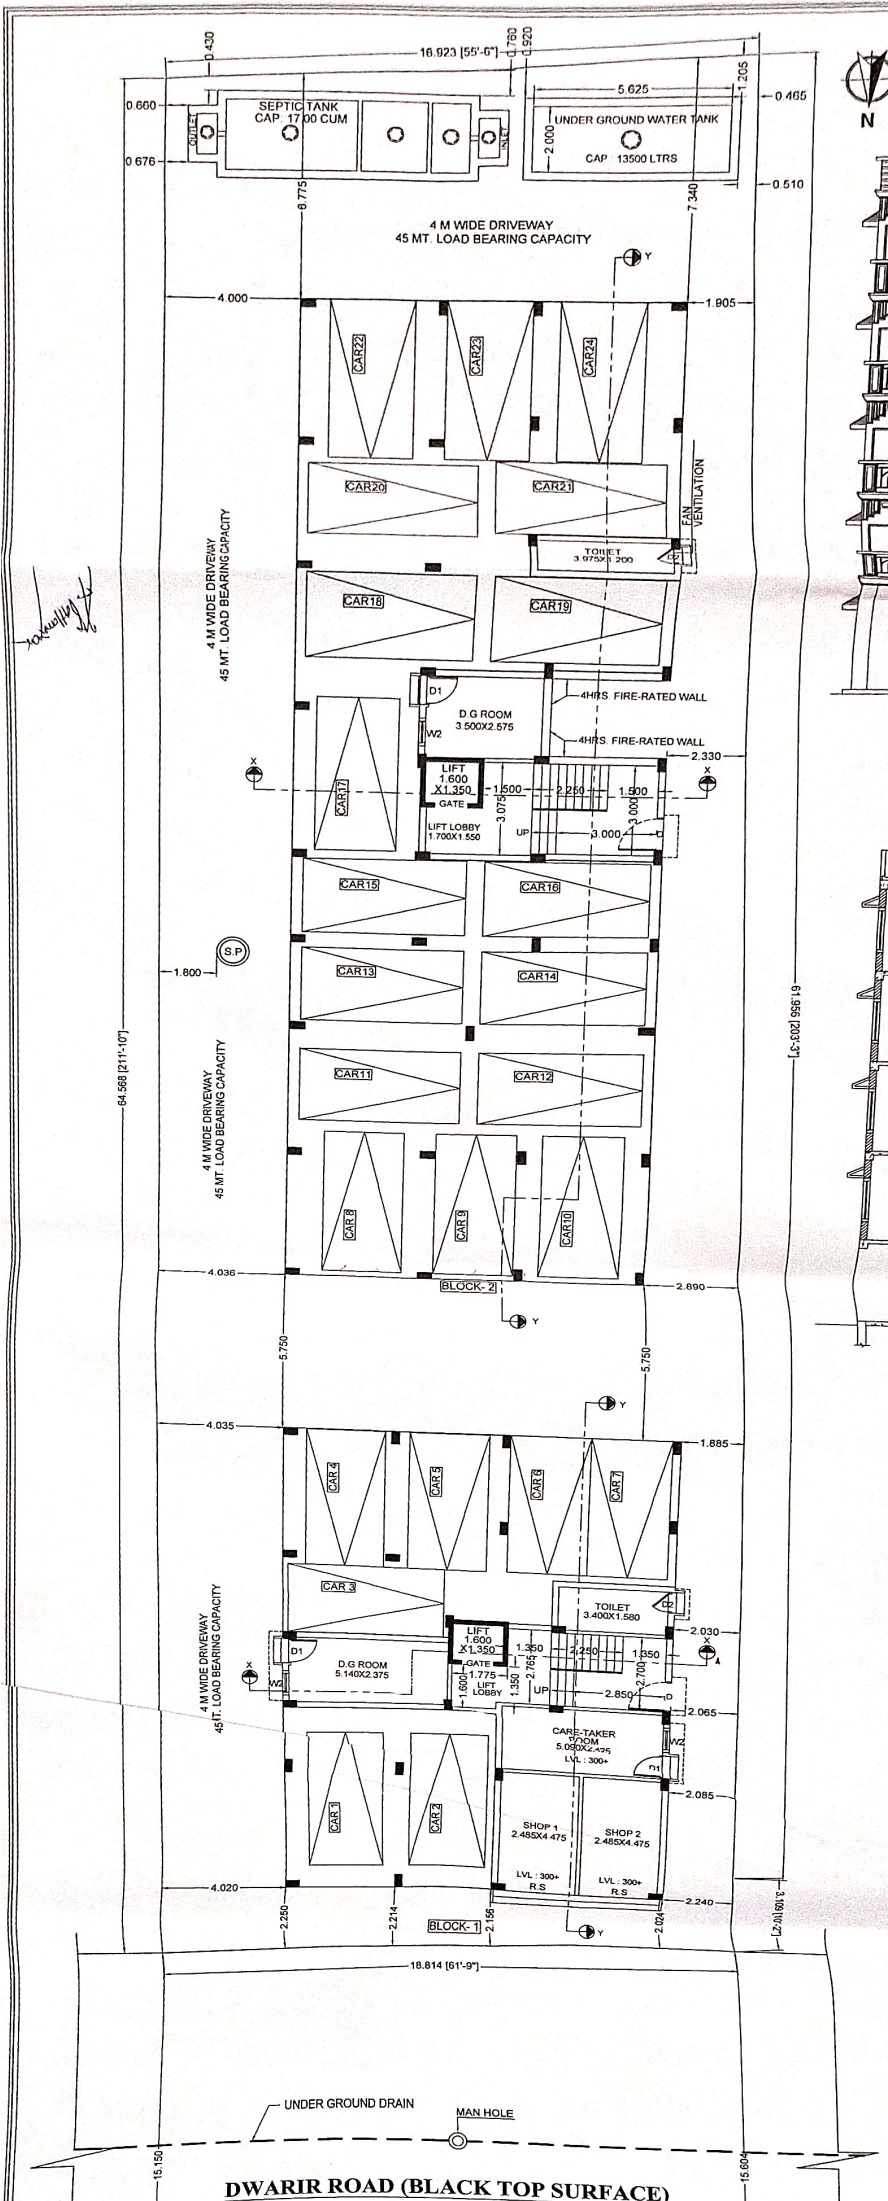 16.923 [55'-6"]
0.430
0.760
0.920
1.205
0.600
0.676
0.465
0.510
N
SEPTIC TANK
CAP: 17.00 CUM
OUTLET
INLET
5.625
UNDER GROUND WATER TANK
2.000
CAP : 13500 LTRS
6.775
7.340
4 M WIDE DRIVEWAY
45 MT. LOAD BEARING CAPACITY
Y
4.000
1.905
CAR22
CAR23
CAR24
CAR20
CAR21
FAN
VENTILATION
TOILET
3.975X1.200
D2
4 M WIDE DRIVEWAY
45 MT. LOAD BEARING CAPACITY
CAR18
CAR19
D1
D.G ROOM
3.500X2.575
W2
4HRS. FIRE-RATED WALL
4HRS. FIRE-RATED WALL
2.330
X
X
CAR17
LIFT
1.600
X1.350
GATE
1.500
2.250
1.500
3.075
3.000
LIFT LOBBY
1.700X1.550
UP
3.000
D
CAR15
CAR16
S.P
1.800
CAR13
CAR14
64.568 [211'-10"]
61.956 [203'-3"]
4 M WIDE DRIVEWAY
45 MT. LOAD BEARING CAPACITY
CAR11
CAR12
CAR 8
CAR 9
CAR10
4.036
BLOCK- 2
2.890
Y
5.750
5.750
Y
4.035
1.885
CAR 4
CAR 5
CAR 6
CAR 7
CAR 3
TOILET
3.400X1.580
D2
4 M WIDE DRIVEWAY
45 MT. LOAD BEARING CAPACITY
2.030
LIFT
1.600
X1.350
GATE
1.350
2.250
1.350
X
A
X
D1
D.G ROOM
5.140X2.375
W2
1.600
1.775
LIFT
LOBBY
1.350
2.765
2.700
UP
2.850
D
2.065
CARE-TAKER
ROOM
LVL : 300+
W2
D1
2.085
CAR 1
CAR 2
SHOP 1
2.485X4.475
SHOP 2
2.485X4.475
LVL : 300+
R.S
LVL : 300+
R.S
4.020
2.240
2.250
2.214
2.156
2.024
3.109 [10'-2"]
BLOCK- 1
Y
18.814 [61'-9"]
UNDER GROUND DRAIN
MAN HOLE
15.150
15.604
DWARIR ROAD (BLACK TOP SURFACE)